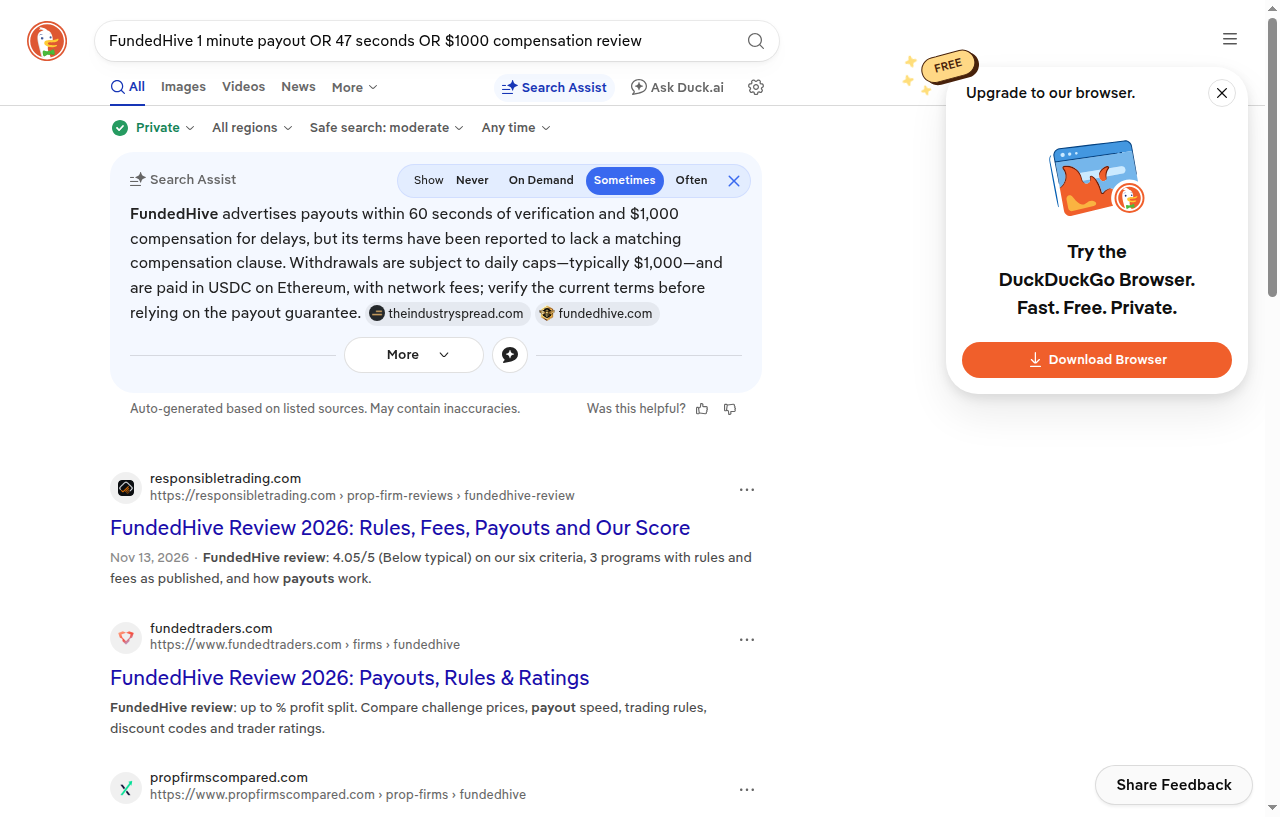 FundedHive 1 minute payout OR 47 seconds OR $1000 compensation review
All
Images
Videos
News
More
Search Assist
Ask Duck.ai
FREE
Upgrade to our browser.
Try the
DuckDuckGo Browser.
Fast. Free. Private.
Download Browser
Private
All regions
Safe search: moderate
Any time
Search Assist
Show
Never
On Demand
Sometimes
Often
FundedHive advertises payouts within 60 seconds of verification and $1,000
compensation for delays, but its terms have been reported to lack a matching
compensation clause. Withdrawals are subject to daily caps—typically $1,000—and
are paid in USDC on Ethereum, with network fees; verify the current terms before
relying on the payout guarantee. theindustryspread.com fundedhive.com
More
Auto-generated based on listed sources. May contain inaccuracies.
Was this helpful?
responsibletrading.com
https://responsibletrading.com › prop-firm-reviews › fundedhive-review
FundedHive Review 2026: Rules, Fees, Payouts and Our Score
Nov 13, 2026 · FundedHive review: 4.05/5 (Below typical) on our six criteria, 3 programs with rules and
fees as published, and how payouts work.
fundedtraders.com
https://www.fundedtraders.com › firms › fundedhive
FundedHive Review 2026: Payouts, Rules & Ratings
FundedHive review: up to % profit split. Compare challenge prices, payout speed, trading rules,
discount codes and trader ratings.
propfirmscompared.com
https://www.propfirmscompared.com › prop-firms › fundedhive
Share Feedback